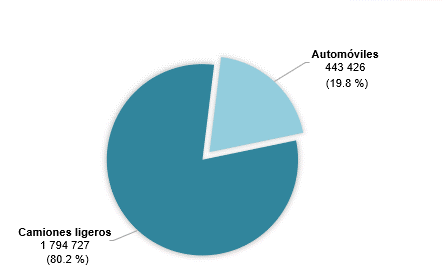 Automóviles
443 426
(19.8 %)
Camiones ligeros
1 794 727
(80.2 %)